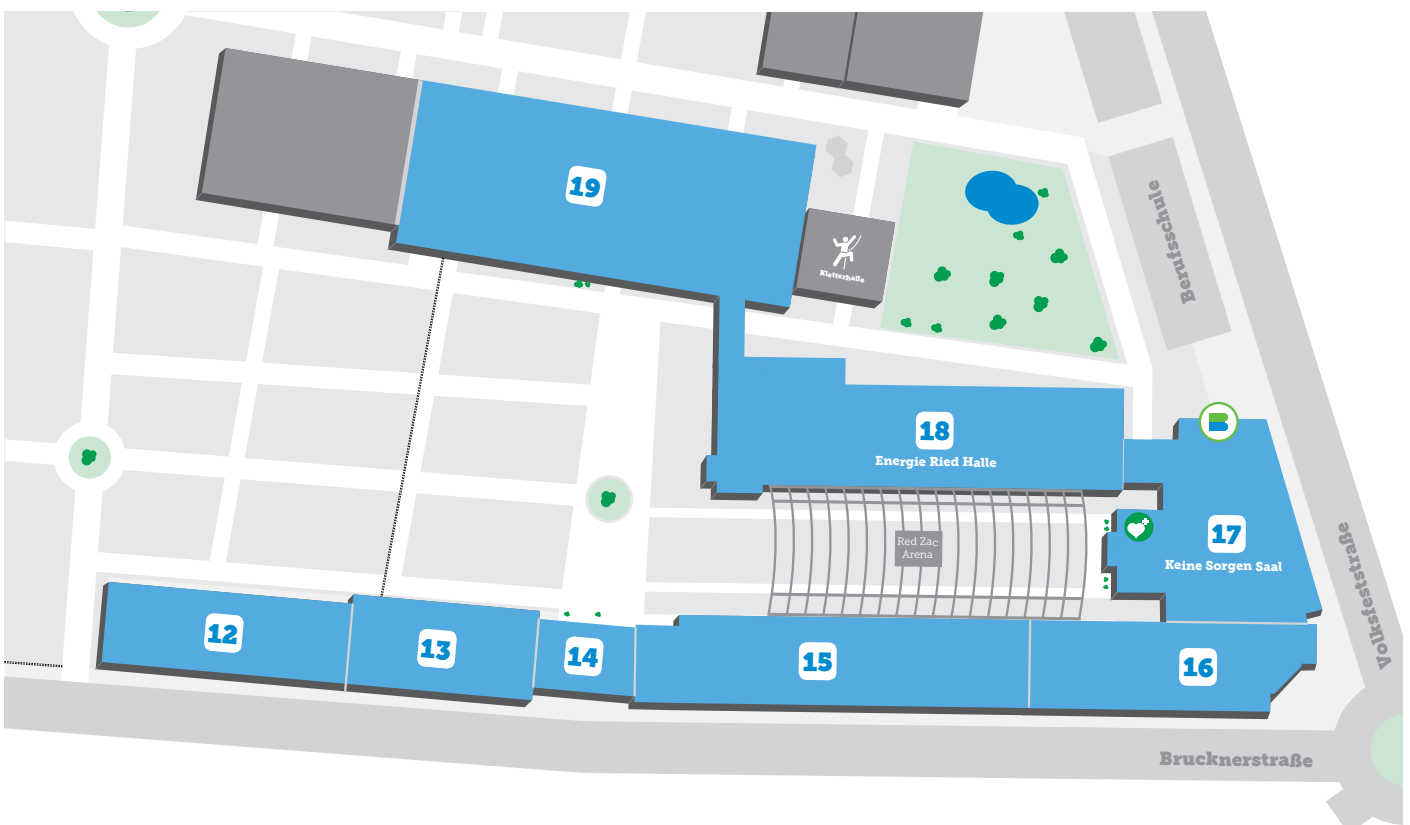 19
Kletterhalle
Berufsschule
18
Energie Ried Halle
B
17
Keine Sorgen Saal
Red Zac
Arena
12
13
14
15
16
Volksfeststraße
Brucknerstraße